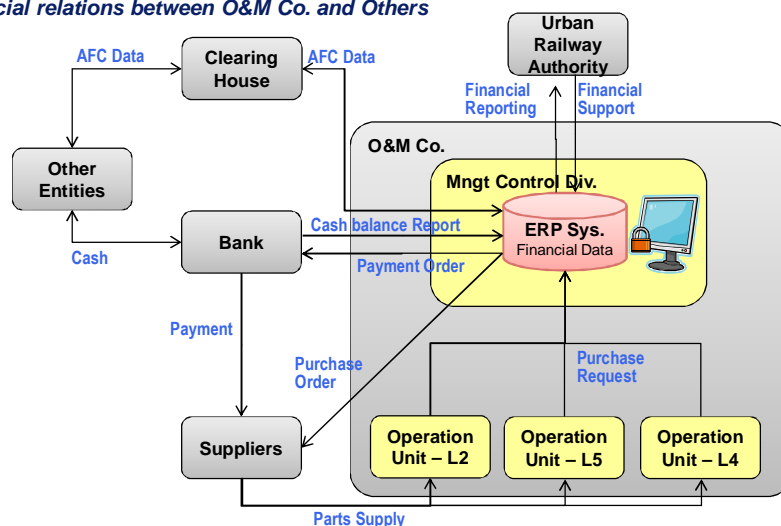 cial relations between O&M Co. and Others
AFC Data
Clearing
House
AFC Data
Urban
Railway
Authority
Financial
Reporting
Financial
Support
O&M Co.
Other
Entities
Mngt Control Div.
ERP Sys.
Financial Data
Cash balance Report
Bank
Payment Order
Cash
Payment
Purchase
Order
Purchase
Request
Suppliers
Operation
Unit – L2
Operation
Unit – L5
Operation
Unit – L4
Parts Supply